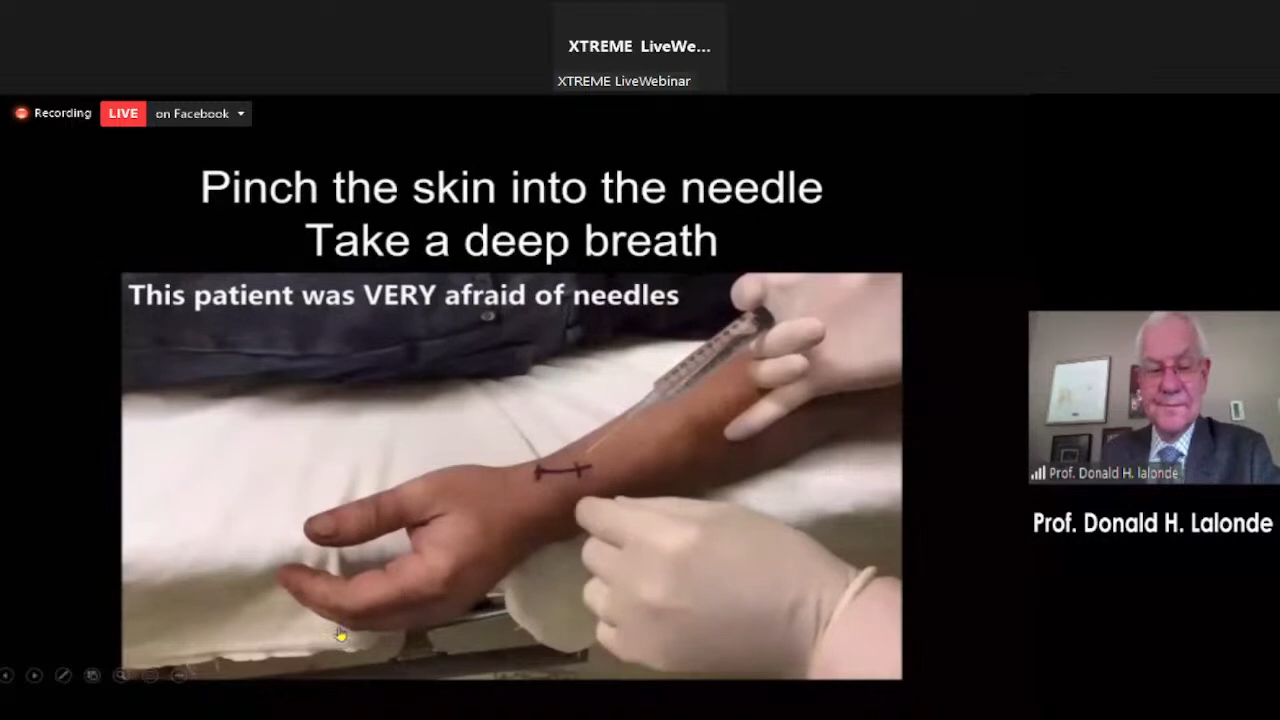 XTREME LiveWe...
XTREME LiveWebinar
Recording
LIVE on Facebook
Pinch the skin into the needle
Take a deep breath
This patient was VERY afraid of needles
Prof. Donald H. lalonde
Prof. Donald H. Lalonde